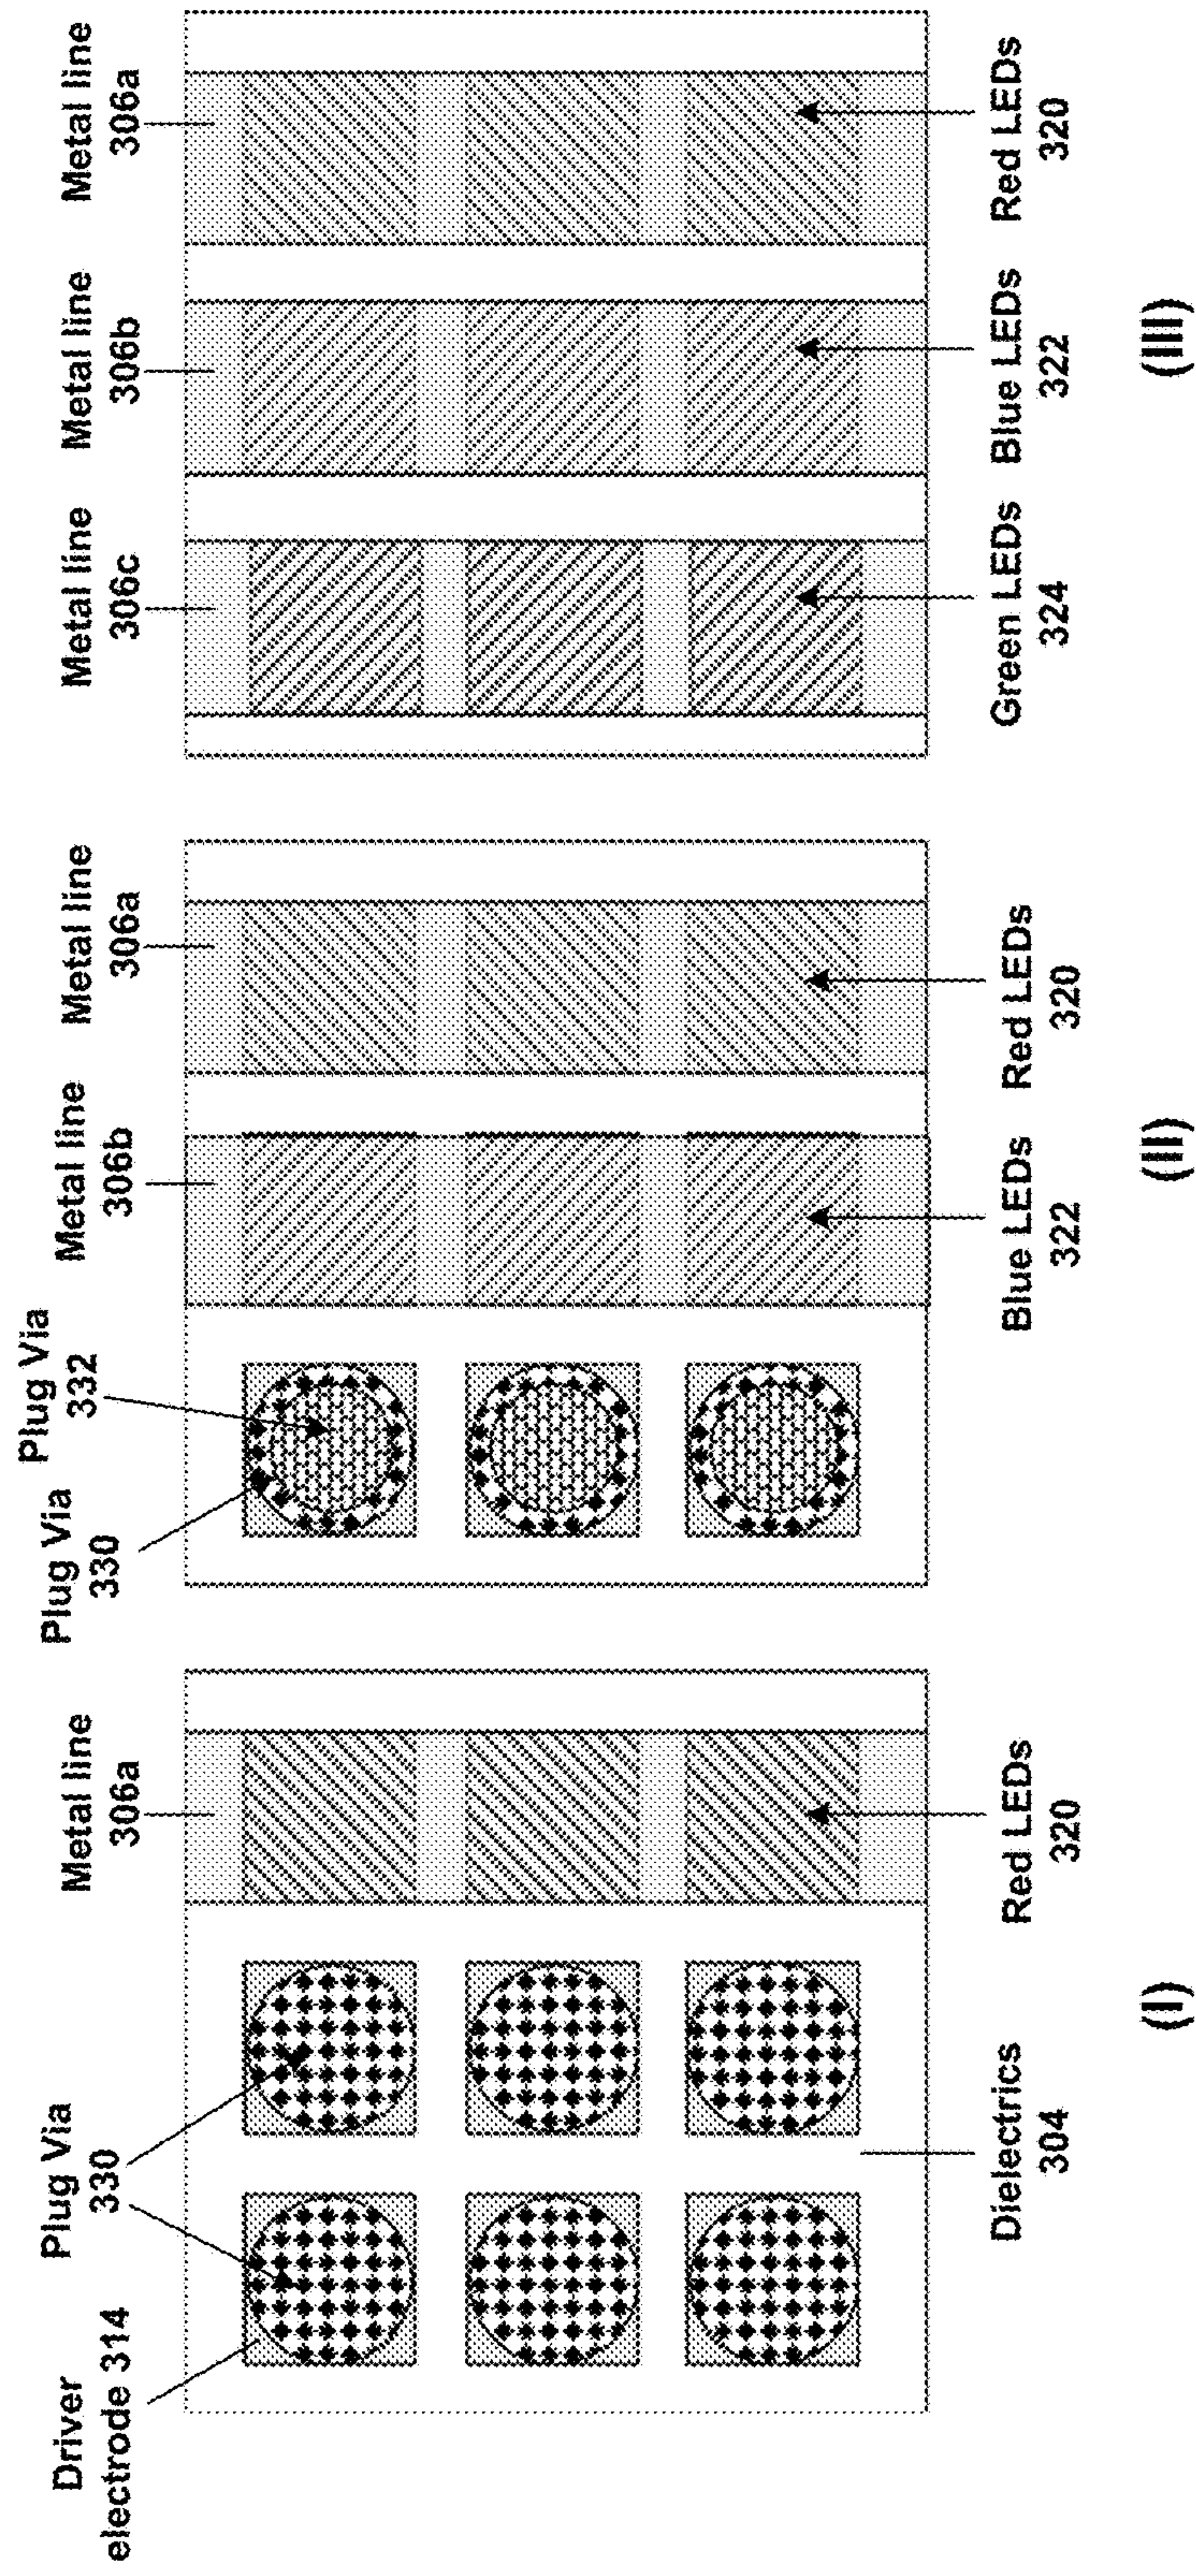 Driver
electrode 314
Plug Via
330
Metal line
306a
Dielectrics
304
Red LEDs
320
(I)
Plug Via
330
Plug Via
332
Metal line
306b
Metal line
306a
Blue LEDs
322
Red LEDs
320
(II)
Metal line
306c
Metal line
306b
Metal line
306a
Green LEDs
324
Blue LEDs
322
Red LEDs
320
(III)